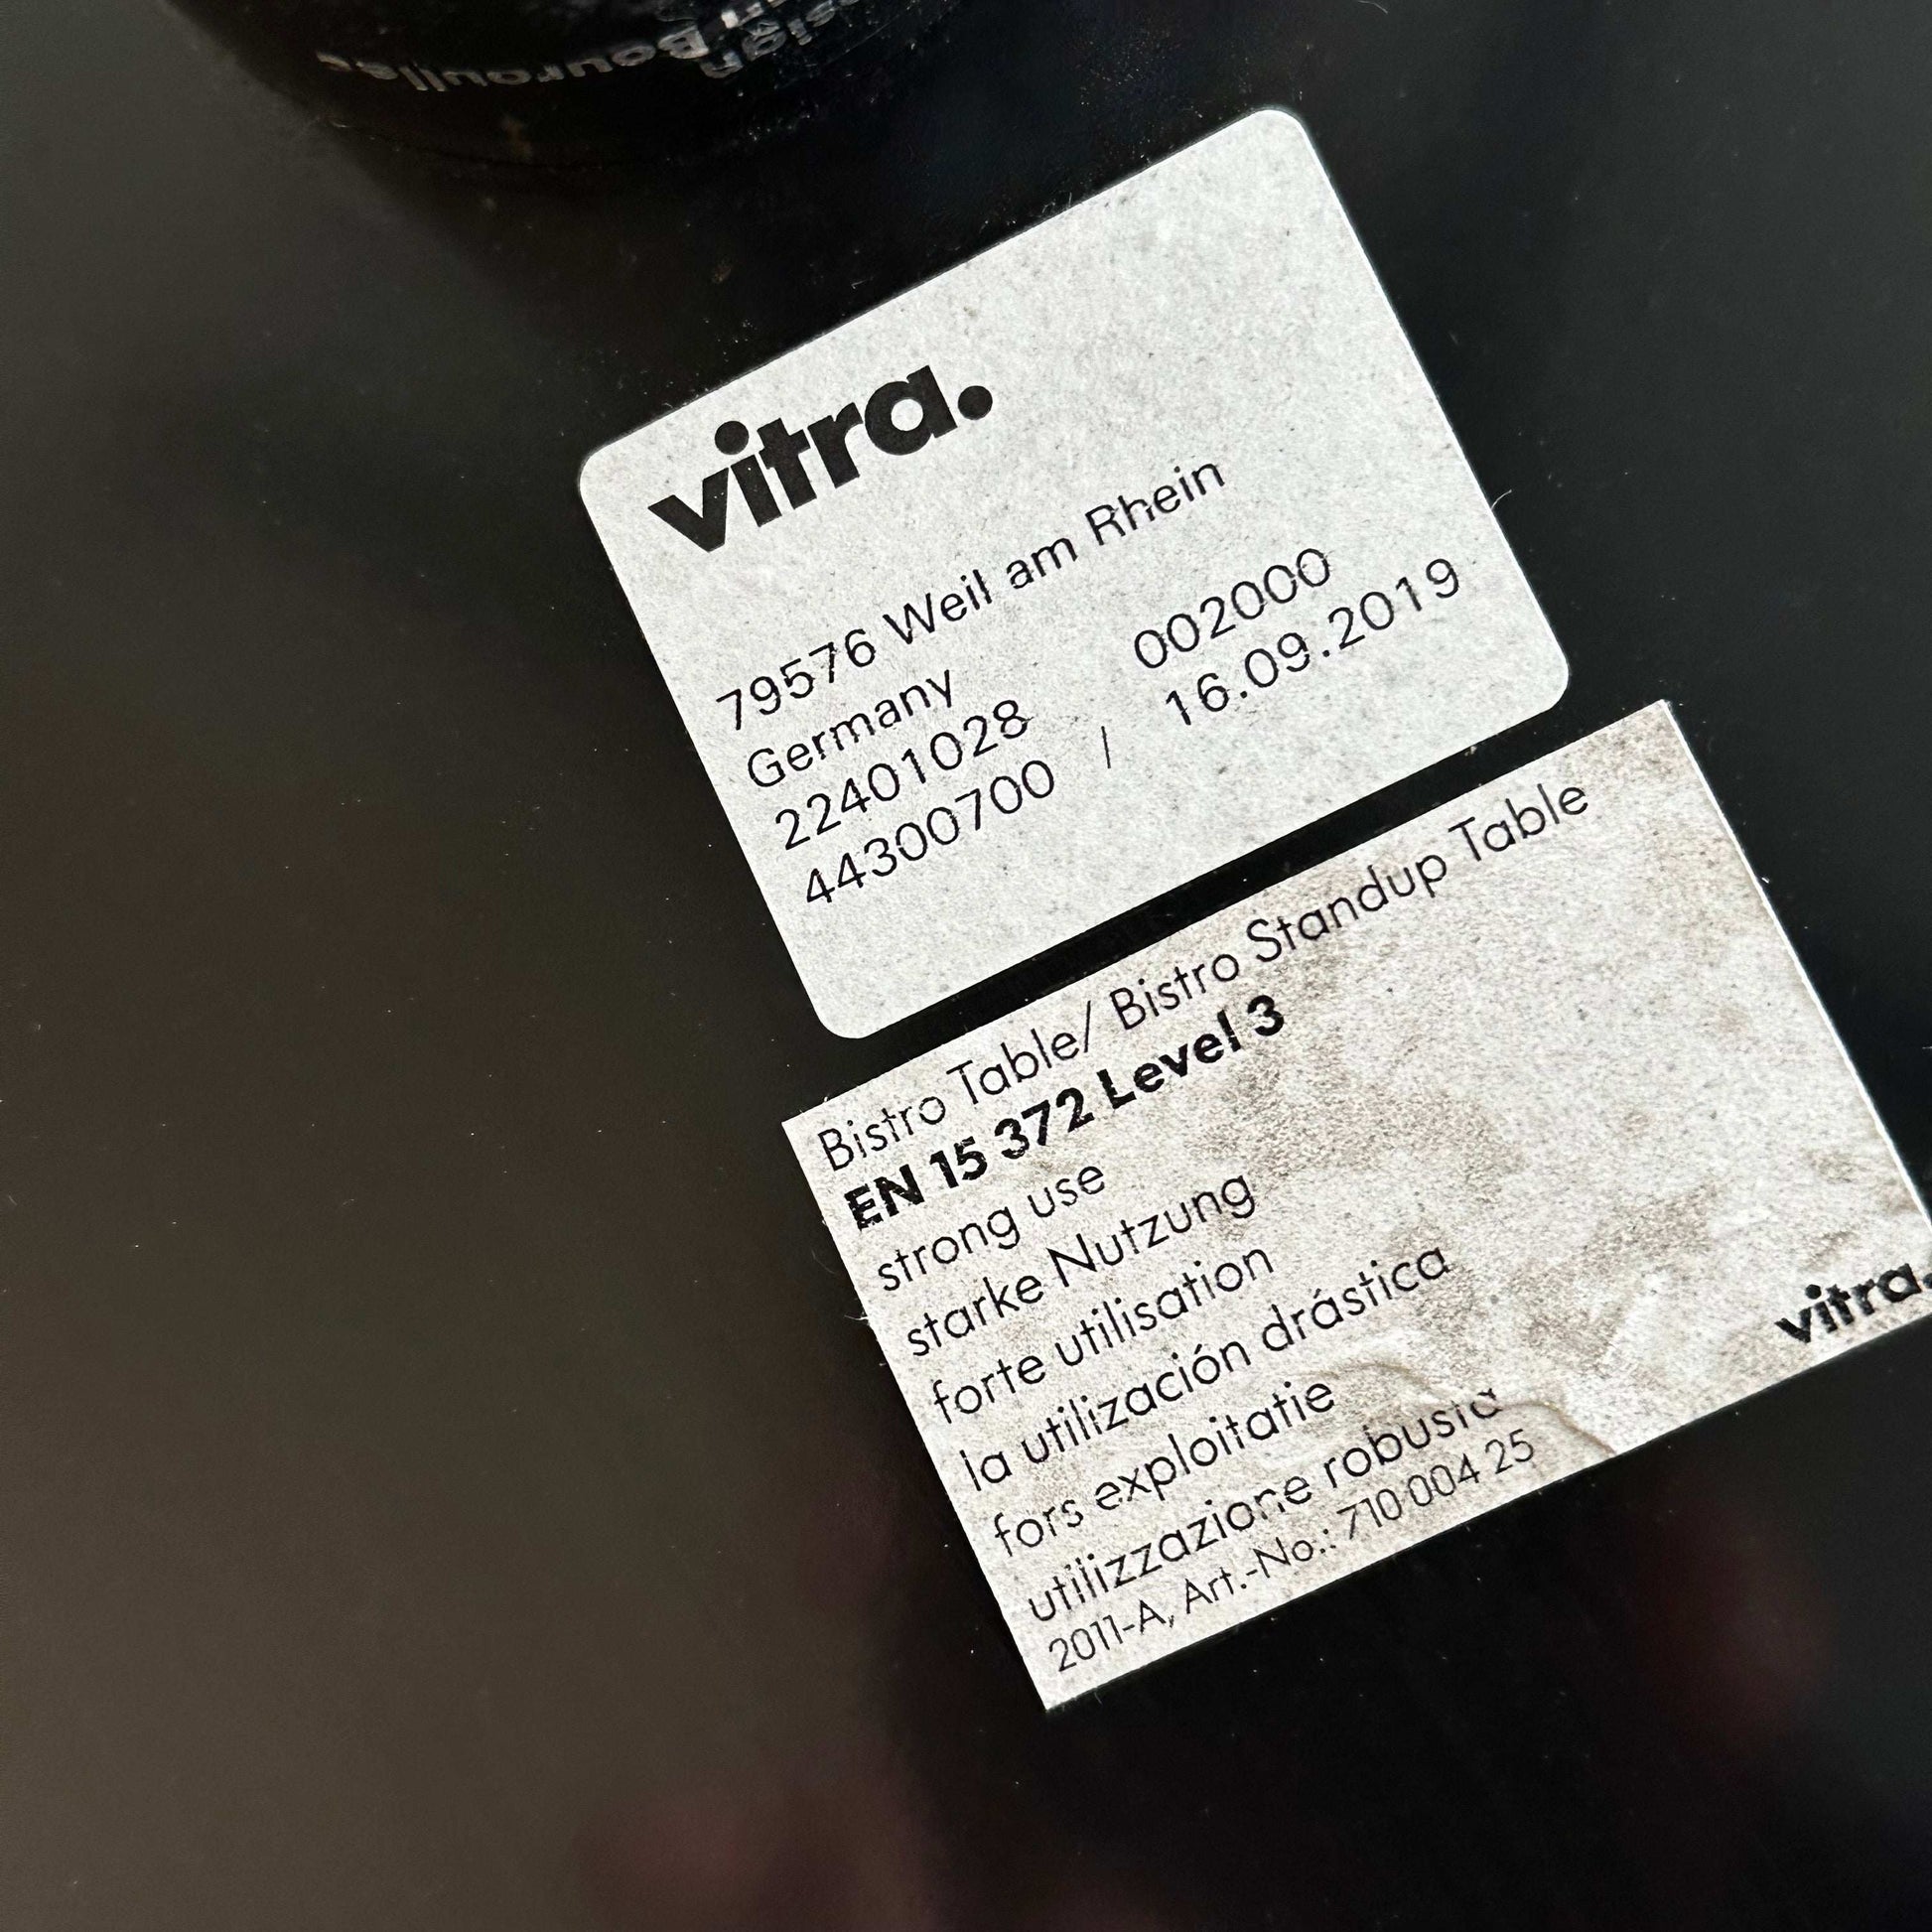 Bouroullec
vitra.
79576 Weil am Rhein
Germany
22401028 002000
44300700 / 16.09.2019
Bistro Table/ Bistro Standup Table
EN 15 372 Level 3
strong use
starke Nutzung
forte utilisation
la utilización drástica
fors exploitatie
utilizzazione robusta
2011-A, Art.-No.: 710 004 25
vitra.